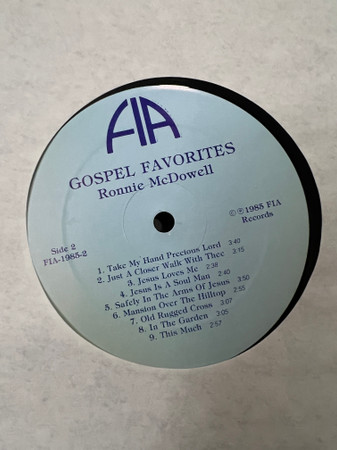 FIA
GOSPEL FAVORITES
Ronnie McDowell
Side 2
FIA-1985-2
©℗1985 FIA
Records
1. Take My Hand Precious Lord 3:40
2. Just A Closer Walk With Thee 3:15
3. Jesus Loves Me 2:38
4. Jesus Is A Soul Man 2:40
5. Safely In The Arms Of Jesus 3:50
6. Mansion Over The Hilltop 2:55
7. Old Rugged Cross 3:07
8. In The Garden 3:05
9. This Much 2:57